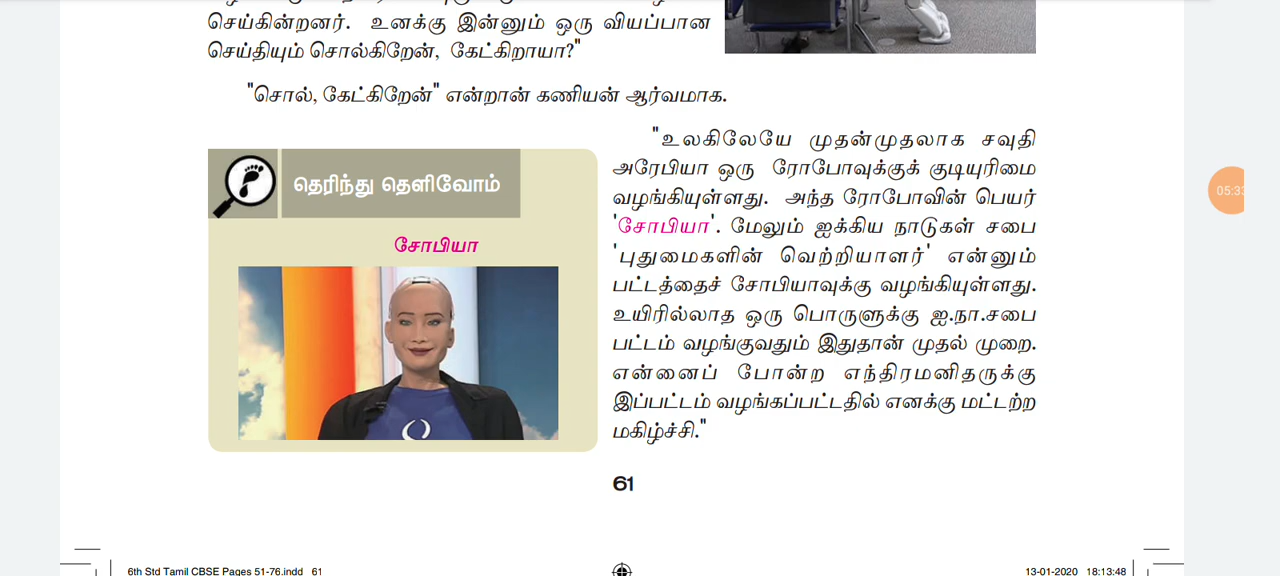 செய்கின்றனர். உனக்கு இன்னும் ஒரு வியப்பான
செய்தியும் சொல்கிறேன், கேட்கிறாயா?"
"சொல், கேட்கிறேன்" என்றான் கணியன் ஆர்வமாக.
தெரிந்து தெளிவோம்
சோபியா
"உலகிலேயே முதன்முதலாக சவுதி
அரேபியா ஒரு ரோபோவுக்குக் குடியுரிமை
வழங்கியுள்ளது. அந்த ரோபோவின் பெயர்
'சோபியா'. மேலும் ஐக்கிய நாடுகள் சபை
'புதுமைகளின் வெற்றியாளர்' என்னும்
பட்டத்தைச் சோபியாவுக்கு வழங்கியுள்ளது.
உயிரில்லாத ஒரு பொருளுக்கு ஐ.நா.சபை
பட்டம் வழங்குவதும் இதுதான் முதல் முறை.
என்னைப் போன்ற எந்திரமனிதருக்கு
இப்பட்டம் வழங்கப்பட்டதில் எனக்கு மட்டற்ற
மகிழ்ச்சி."
61
6th Std Tamil CBSE Pages 51-76.indd 61
13-01-2020 18:13:48